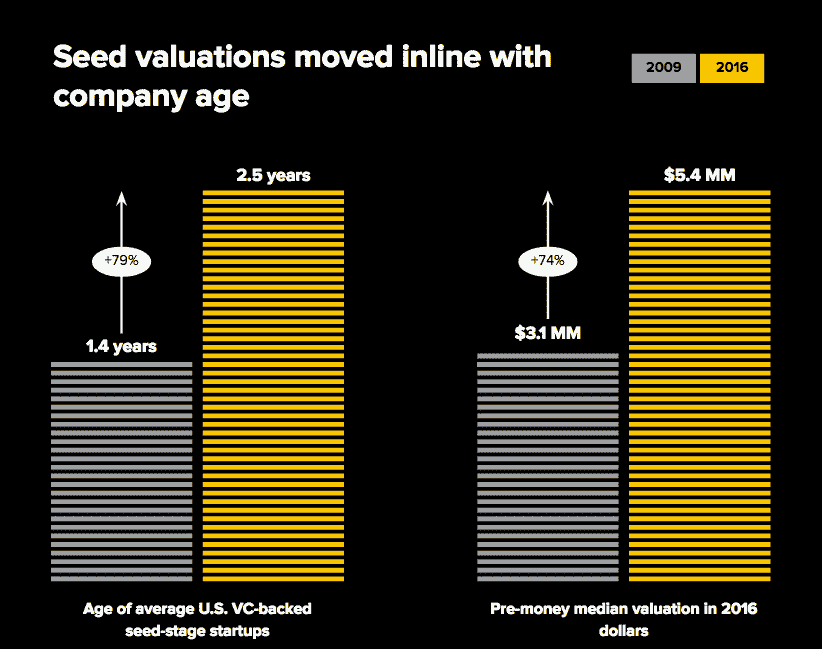 Seed valuations moved inline with
company age
2009
2016
2.5 years
+79%
1.4 years
$5.4 MM
+74%
$3.1 MM
Age of average U.S. VC-backed
seed-stage startups
Pre-money median valuation in 2016
dollars